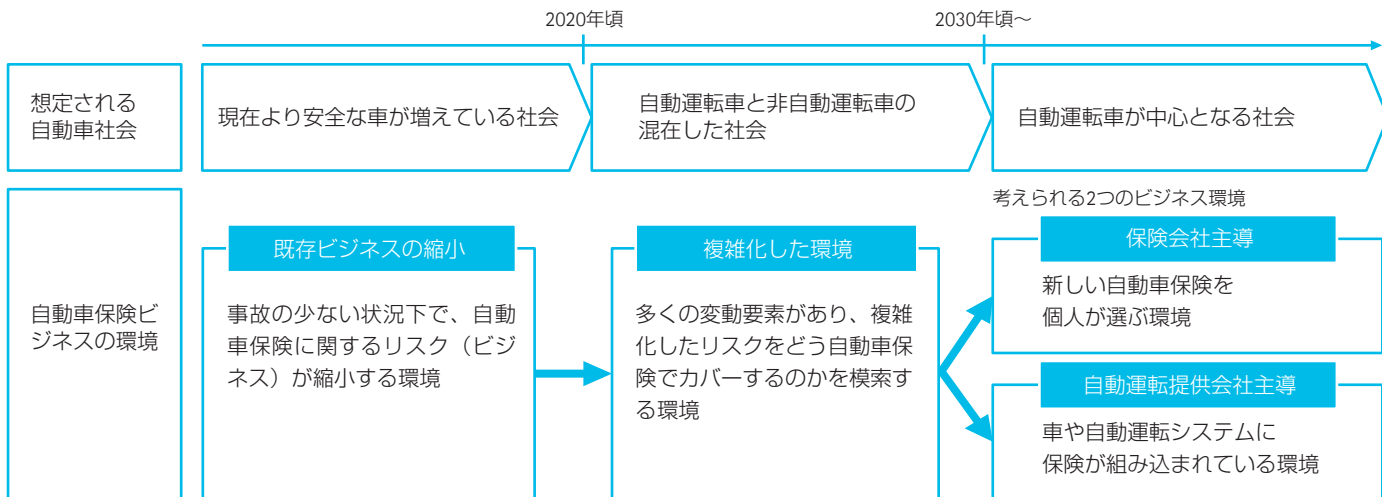 2020年頃
2030年頃～
想定される
自動車社会
現在より安全な車が増えている社会
自動運転車と非自動運転車の
混在した社会
自動運転車が中心となる社会
自動車保険ビ
ジネスの環境
既存ビジネスの縮小
事故の少ない状況下で、自動
車保険に関するリスク（ビジ
ネス）が縮小する環境
複雑化した環境
多くの変動要素があり、複雑
化したリスクをどう自動車保
険でカバーするのかを模索す
る環境
考えられる2つのビジネス環境
保険会社主導
新しい自動車保険を
個人が選ぶ環境
自動運転提供会社主導
車や自動運転システムに
保険が組み込まれている環境